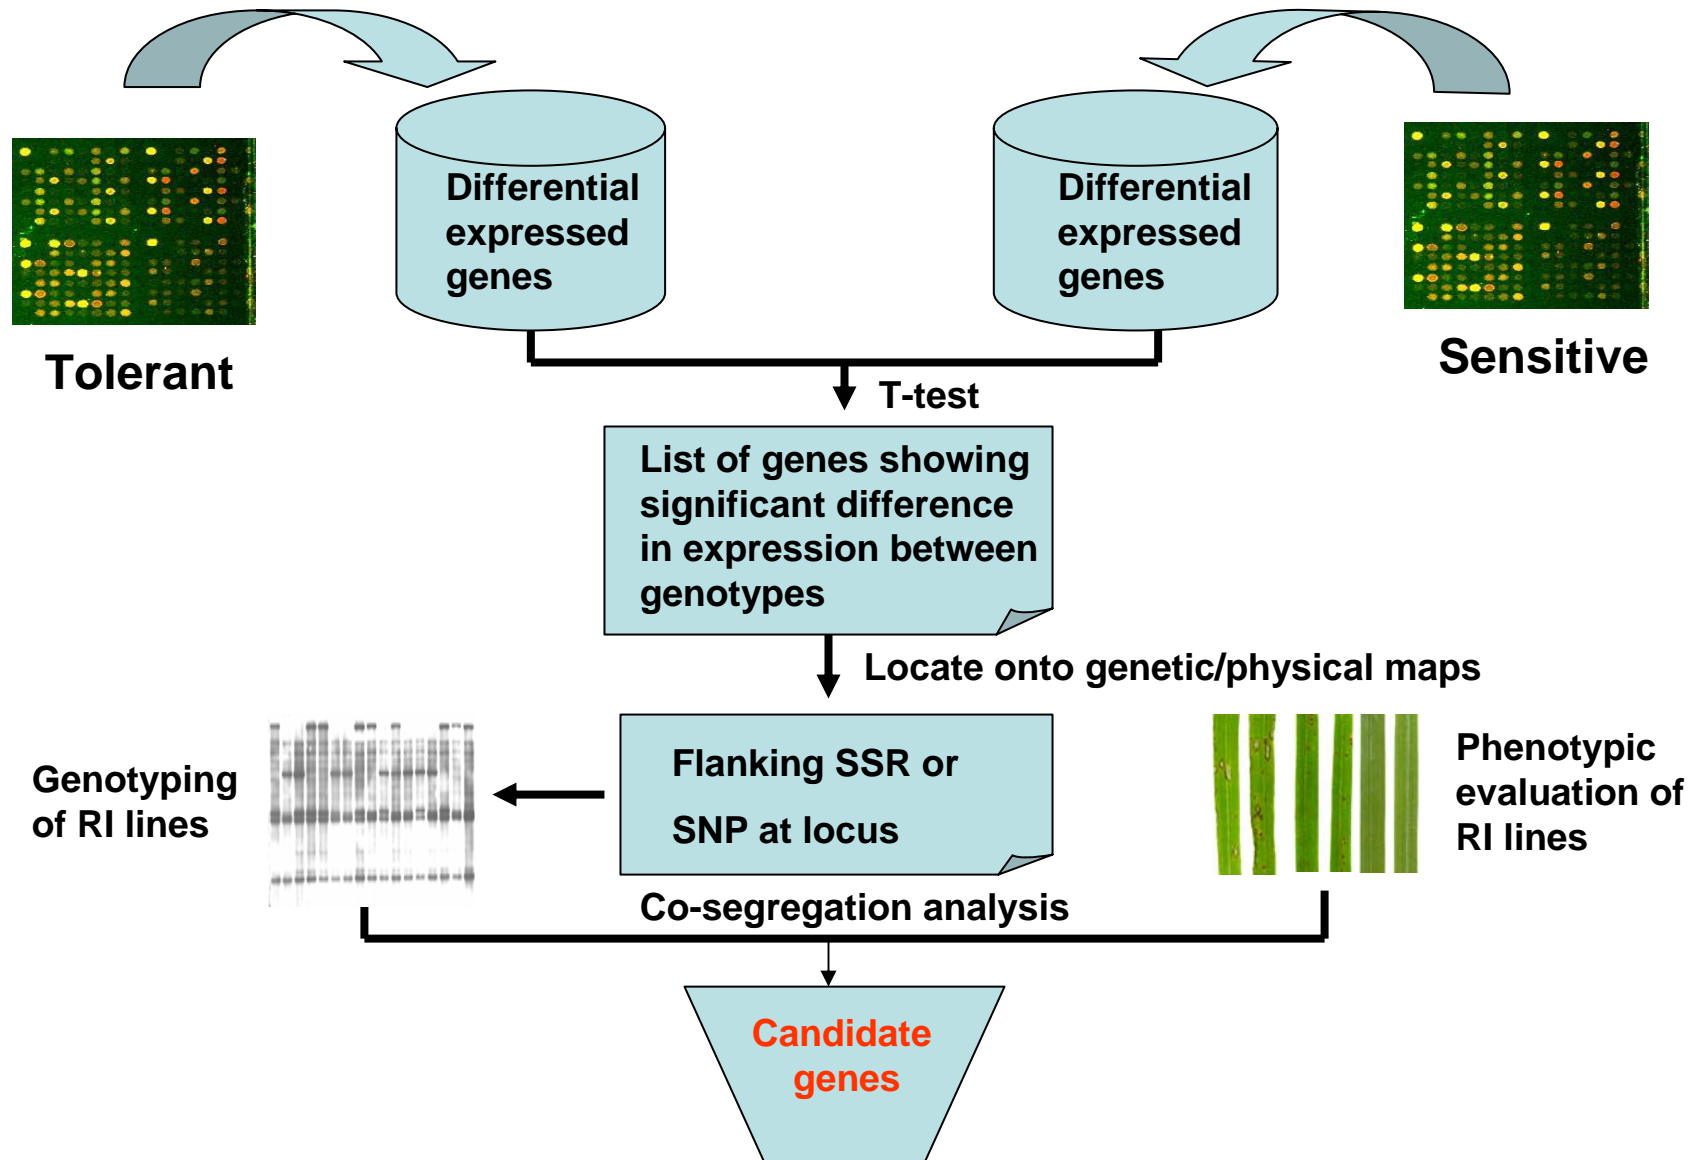 Differential
expressed
genes
Differential
expressed
genes
Tolerant
Sensitive
T-test
List of genes showing
significant difference
in expression between
genotypes
Locate onto genetic/physical maps
Genotyping
of RI lines
Flanking SSR or
SNP at locus
Phenotypic
evaluation of
RI lines
Co-segregation analysis
Candidate
genes